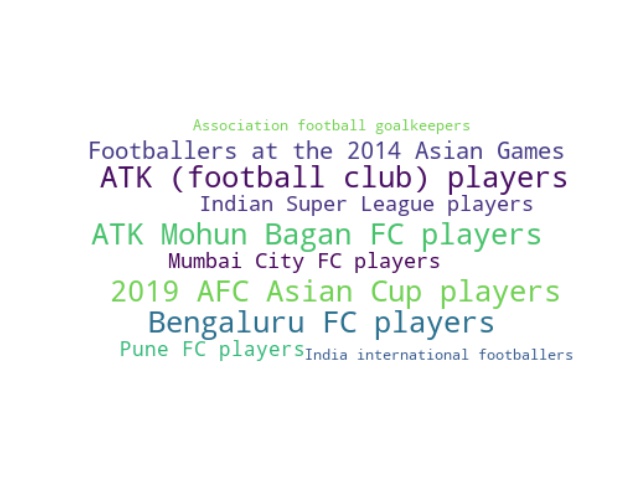 Association football goalkeepers
Footballers at the 2014 Asian Games
ATK (football club) players
Indian Super League players
ATK Mohun Bagan FC players
Mumbai City FC players
2019 AFC Asian Cup players
Bengaluru FC players
Pune FC players
India international footballers